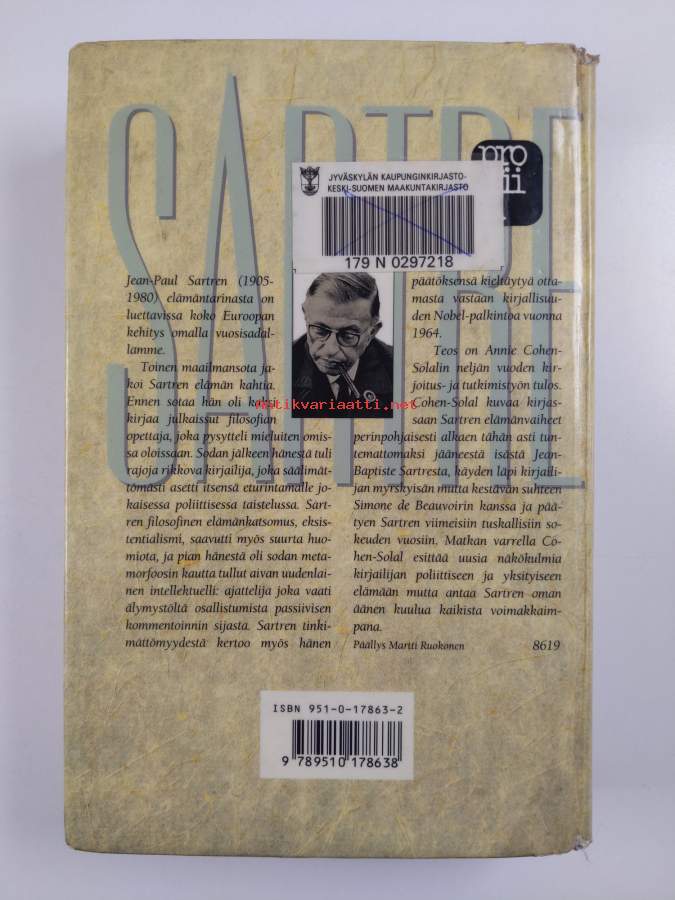 SARTRE
pro
JYVÄSKYLÄN KAUPUNGINKIRJASTO-
KESKI-SUOMEN MAAKUNTAKIRJASTO
179 N 0297218
Jean-Paul Sartren (1905-
1980) elämäntarinasta on
luettavissa koko Euroopan
kehitys omalla vuosisadal-
lamme.
Toinen maailmansota ja-
koi Sartren elämän kahtia.
Ennen sotaa hän oli
kirjaa julkaissut filosofian
opettaja, joka pysytteli mieluiten omis-
sa oloissaan. Sodan jälkeen hänestä tuli
rajoja rikkova kirjailija, joka säälimät-
tömästi asetti itsensä eturintamalle jo-
kaisessa poliittisessa taistelussa. Sart-
ren filosofinen elämänkatsomus, eksis-
tentialismi, saavutti myös suurta huo-
miota, ja pian hänestä oli sodan meta-
morfoosin kautta tullut aivan uudenlai-
nen intellektuelli: ajattelija joka vaati
älymystöltä osallistumista passiivisen
kommentoinnin sijasta. Sartren tinki-
mättömyydestä kertoo myös hänen
päätöksensä kieltäytyä otta-
masta vastaan kirjallisuu-
den Nobel-palkintoa vuonna
1964.
Teos on Annie Cohen-
Solalin neljän vuoden kir-
joitus- ja tutkimistyön tulos.
Cohen-Solal kuvaa kirjas-
saan Sartren elämänvaiheet
perinpohjaisesti alkaen tähän asti tun-
temattomaksi jääneestä isästä Jean-
Baptiste Sartresta, käyden läpi kirjaili-
jan myrskyisän mutta kestävän suhteen
Simone de Beauvoirin kanssa ja pää-
tyen Sartren viimeisiin tuskallisiin so-
keuden vuosiin. Matkan varrella Co-
hen-Solal esittää uusia näkökulmia
kirjailijan poliittiseen ja yksityiseen
elämään mutta antaa Sartren oman
äänen kuulua kaikista voimakkaim-
pana.
Päällys Martti Ruokonen 8619
Antikvariaatti.net
ISBN 951-0-17863-2
9 789510 178638